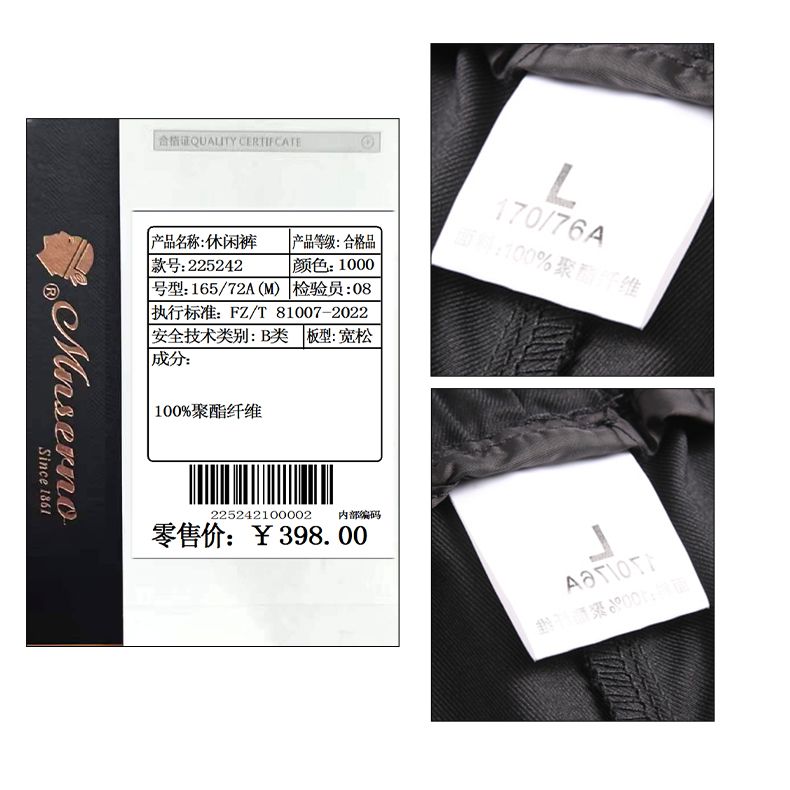 合格证QUALITY CERTIFCATE
产品名称:休闲裤 产品等级:合格品
款号:225242 颜色:1000
号型:165/72A(M) 检验员:08
执行标准: FZ/T 81007-2022
安全技术类别:B类 板型:宽松
成分:
100%聚酯纤维
225242100002 内部编码
零售价:¥398.00
®Mnserno
Since 1861
L
170/76A
面料:100%聚酯纤维
L
170/76A
面料:100%聚酯纤维